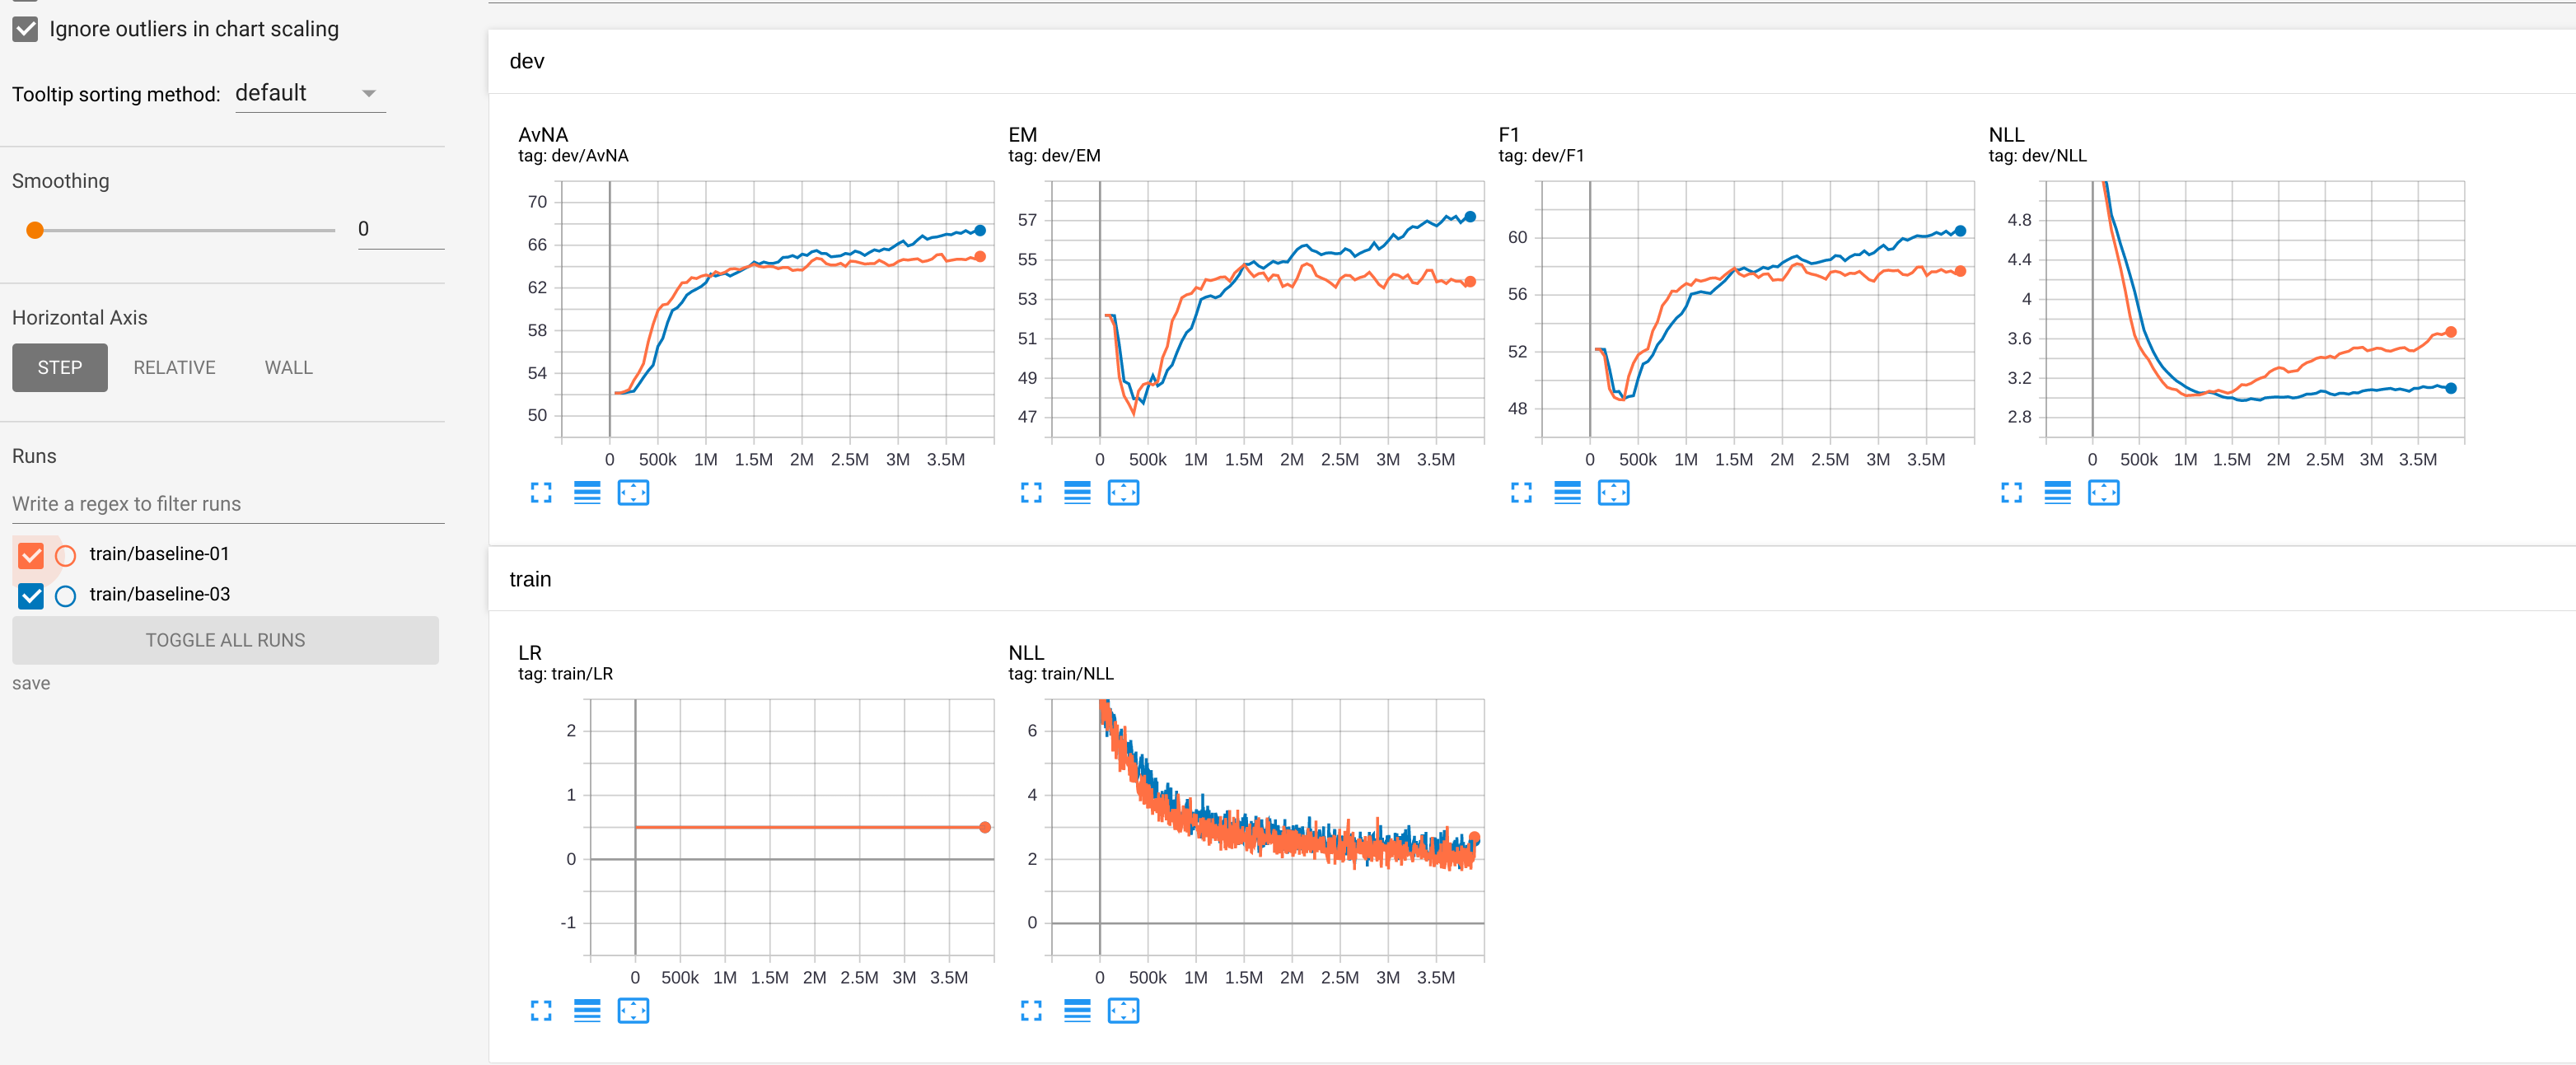 Ignore outliers in chart scaling
Tooltip sorting method: default
Smoothing
0
Horizontal Axis
STEP RELATIVE WALL
Runs
Write a regex to filter runs
train/baseline-01
train/baseline-03
TOGGLE ALL RUNS
save
dev
AvNA
tag: dev/AvNA
70
66
62
58
54
50
0 500k 1M 1.5M 2M 2.5M 3M 3.5M
EM
tag: dev/EM
57
55
53
51
49
47
0 500k 1M 1.5M 2M 2.5M 3M 3.5M
F1
tag: dev/F1
60
56
52
48
0 500k 1M 1.5M 2M 2.5M 3M 3.5M
NLL
tag: dev/NLL
4.8
4.4
4
3.6
3.2
2.8
0 500k 1M 1.5M 2M 2.5M 3M 3.5M
train
LR
tag: train/LR
2
1
0
-1
0 500k 1M 1.5M 2M 2.5M 3M 3.5M
NLL
tag: train/NLL
6
4
2
0
0 500k 1M 1.5M 2M 2.5M 3M 3.5M